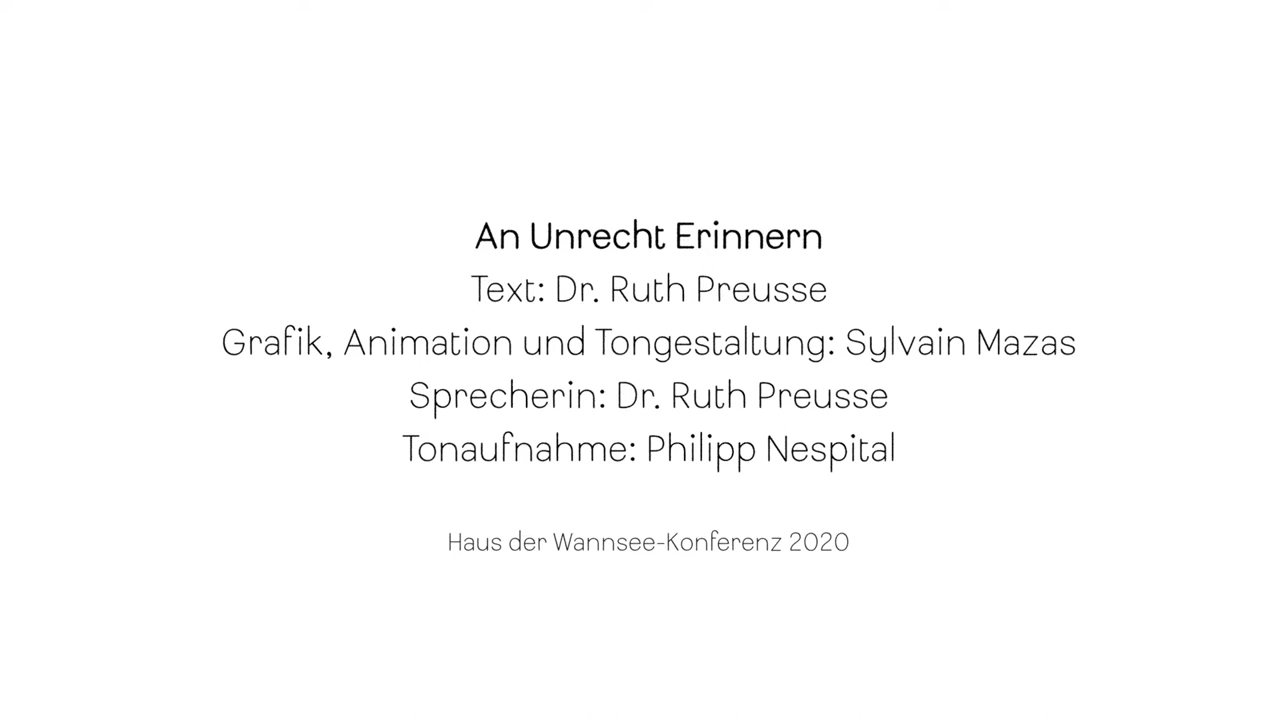 An Unrecht Erinnern
Text: Dr. Ruth Preusse
Grafik, Animation und Tongestaltung: Sylvain Mazas
Sprecherin: Dr. Ruth Preusse
Tonaufnahme: Philipp Nespital
Haus der Wannsee-Konferenz 2020